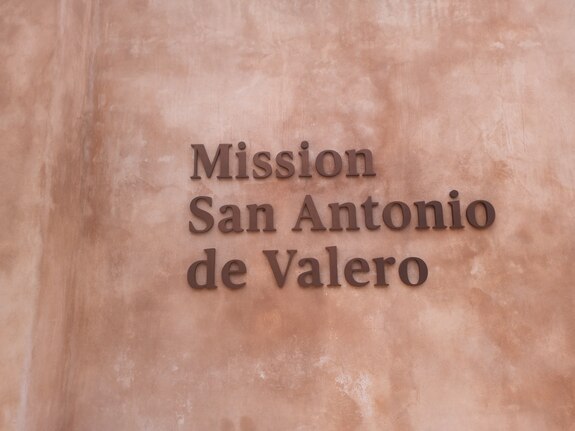 Mission
San Antonio
de Valero